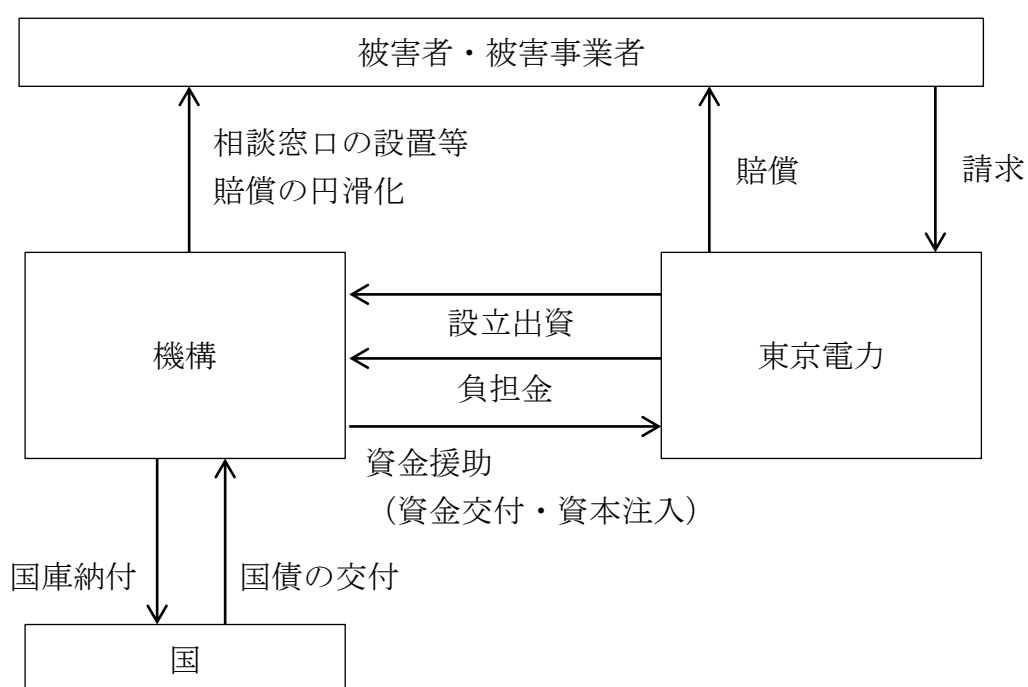 被害者・被害事業者
相談窓口の設置等
賠償の円滑化
賠償
請求
機構
設立出資
負担金
資金援助
（資金交付・資本注入）
東京電力
国庫納付
国債の交付
国